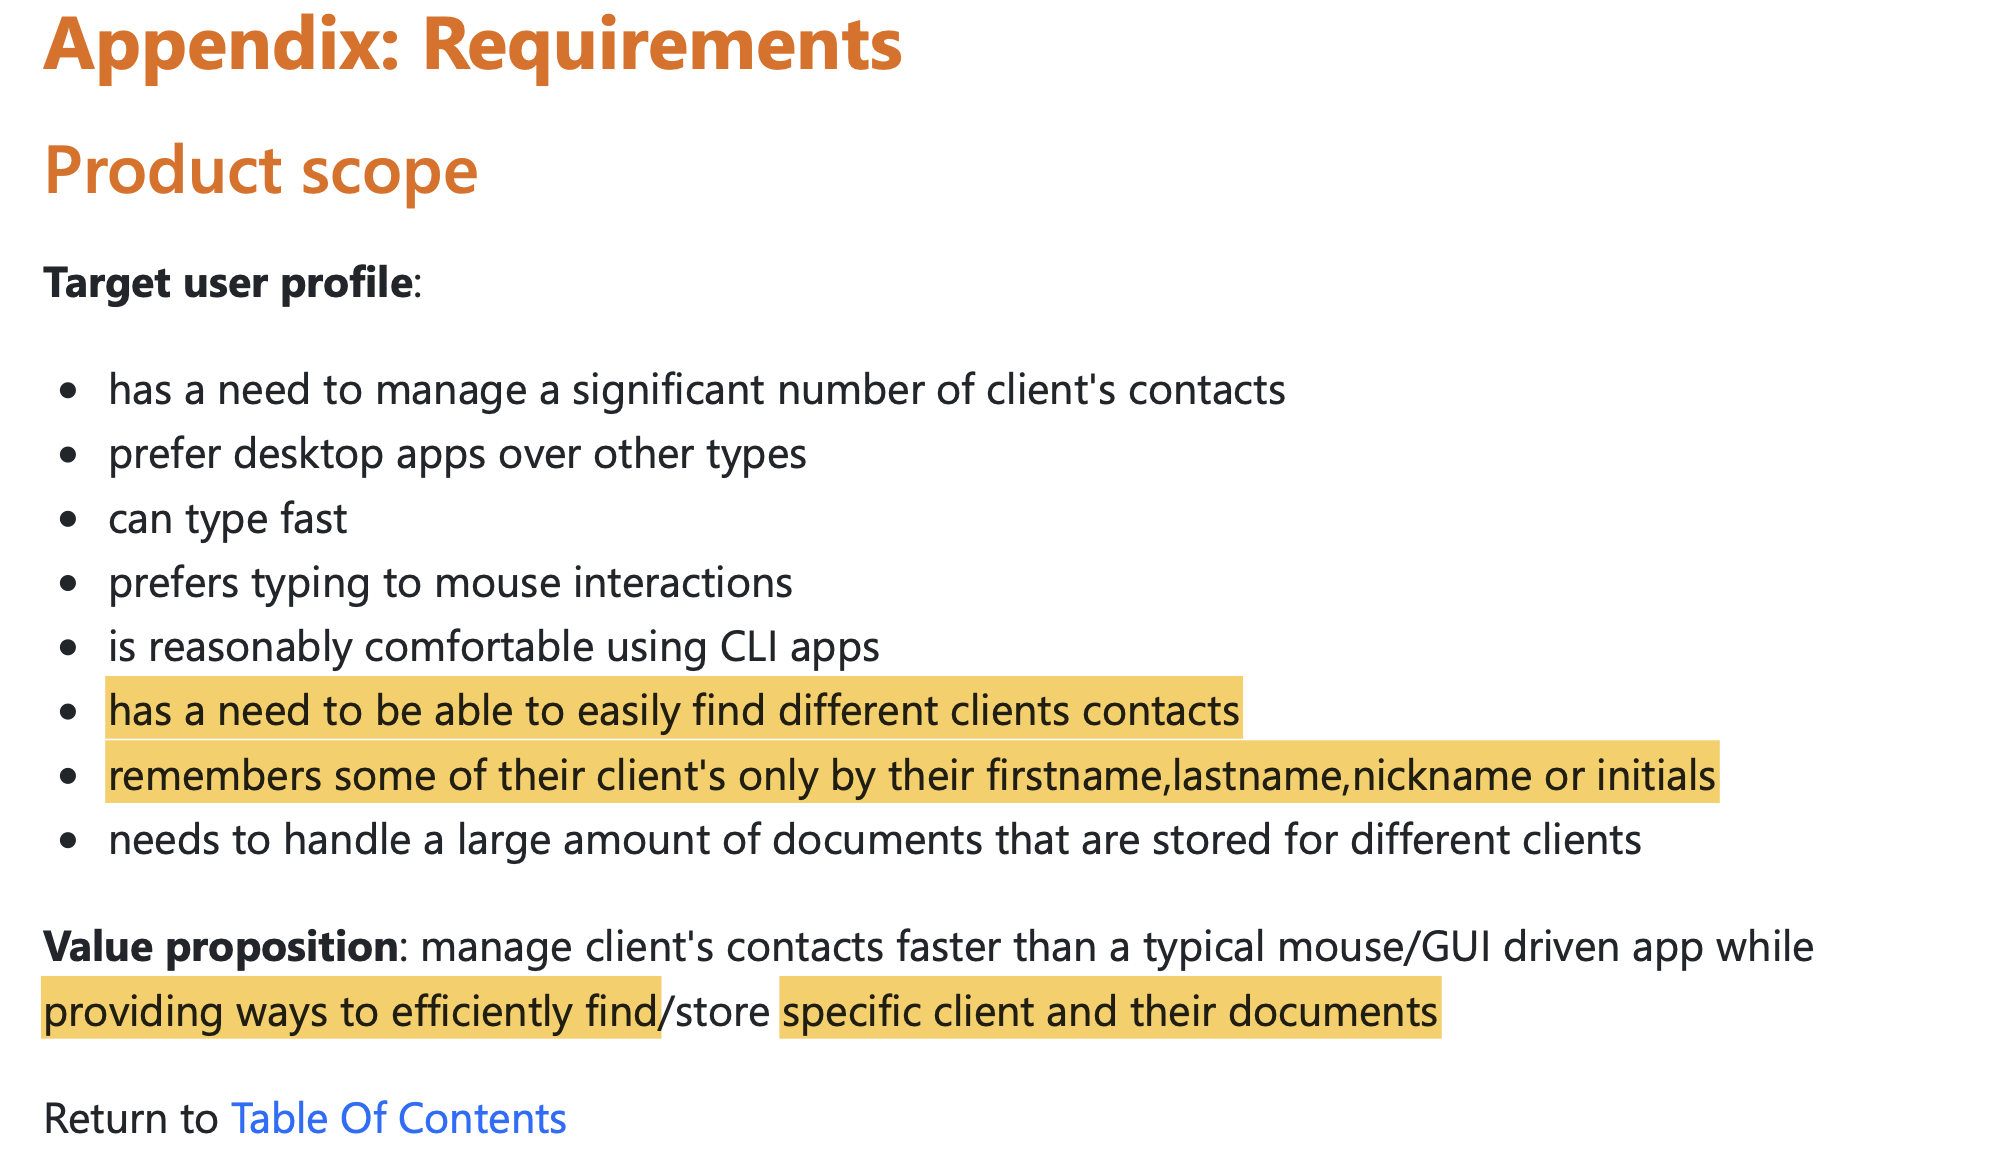 Appendix: Requirements
Product scope
Target user profile:
has a need to manage a significant number of client's contacts
prefer desktop apps over other types
can type fast
prefers typing to mouse interactions
is reasonably comfortable using CLI apps
has a need to be able to easily find different clients contacts
remembers some of their client's only by their firstname,lastname,nickname or initials
needs to handle a large amount of documents that are stored for different clients
Value proposition: manage client's contacts faster than a typical mouse/GUI driven app while
providing ways to efficiently find/store specific client and their documents
Return to Table Of Contents